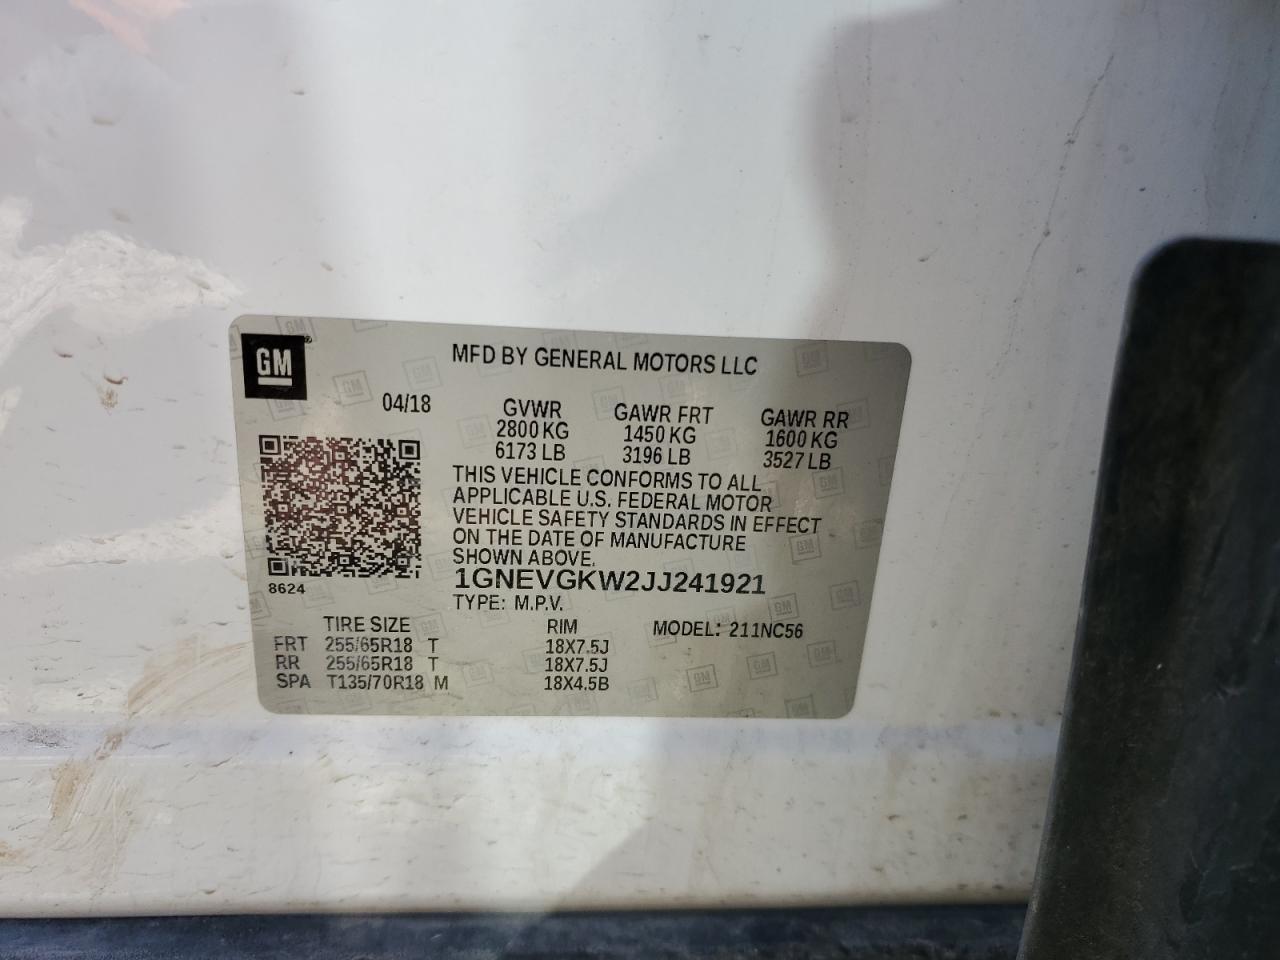 GM
MFD BY GENERAL MOTORS LLC
04/18
GVWR GAWR FRT GAWR RR
2800 KG 1450 KG 1600 KG
6173 LB 3196 LB 3527 LB
THIS VEHICLE CONFORMS TO ALL
APPLICABLE U.S. FEDERAL MOTOR
VEHICLE SAFETY STANDARDS IN EFFECT
ON THE DATE OF MANUFACTURE
SHOWN ABOVE.
8624
1GNEVGKW2JJ241921
TYPE: M.P.V.
TIRE SIZE RIM MODEL: 211NC56
FRT 255/65R18 T 18X7.5J
RR 255/65R18 T 18X7.5J
SPA T135/70R18 M 18X4.5B